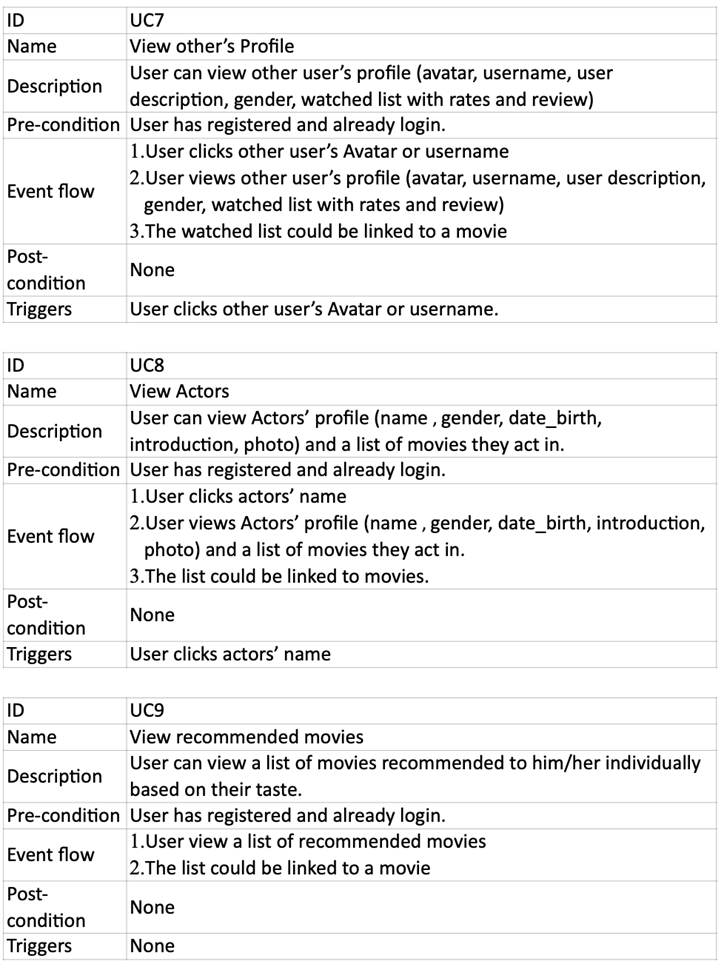 ID UC7
Name View other’s Profile
Description User can view other user’s profile (avatar, username, user
description, gender, watched list with rates and review)
Pre-condition User has registered and already login.
Event flow 1.User clicks other user’s Avatar or username
2.User views other user’s profile (avatar, username, user description,
gender, watched list with rates and review)
3.The watched list could be linked to a movie
Post-
condition None
Triggers User clicks other user’s Avatar or username.
ID UC8
Name View Actors
Description User can view Actors’ profile (name , gender, date_birth,
introduction, photo) and a list of movies they act in.
Pre-condition User has registered and already login.
Event flow 1.User clicks actors’ name
2.User views Actors’ profile (name , gender, date_birth, introduction,
photo) and a list of movies they act in.
3.The list could be linked to movies.
Post-
condition None
Triggers User clicks actors’ name
ID UC9
Name View recommended movies
Description User can view a list of movies recommended to him/her individually
based on their taste.
Pre-condition User has registered and already login.
Event flow 1.User view a list of recommended movies
2.The list could be linked to a movie
Post-
condition None
Triggers None